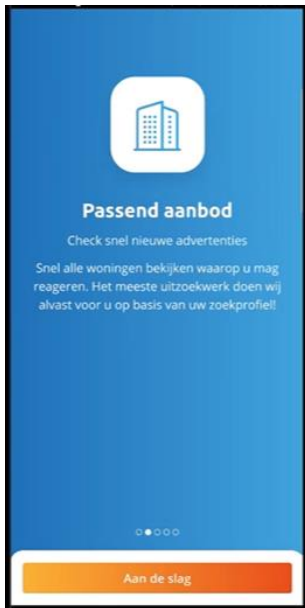 Passend aanbod
Check snel nieuwe advertenties
Snel alle woningen bekijken waarop u mag
reageren. Het meeste uitzoekwerk doen wij
alvast voor u op basis van uw zoekprofiel!
Aan de slag